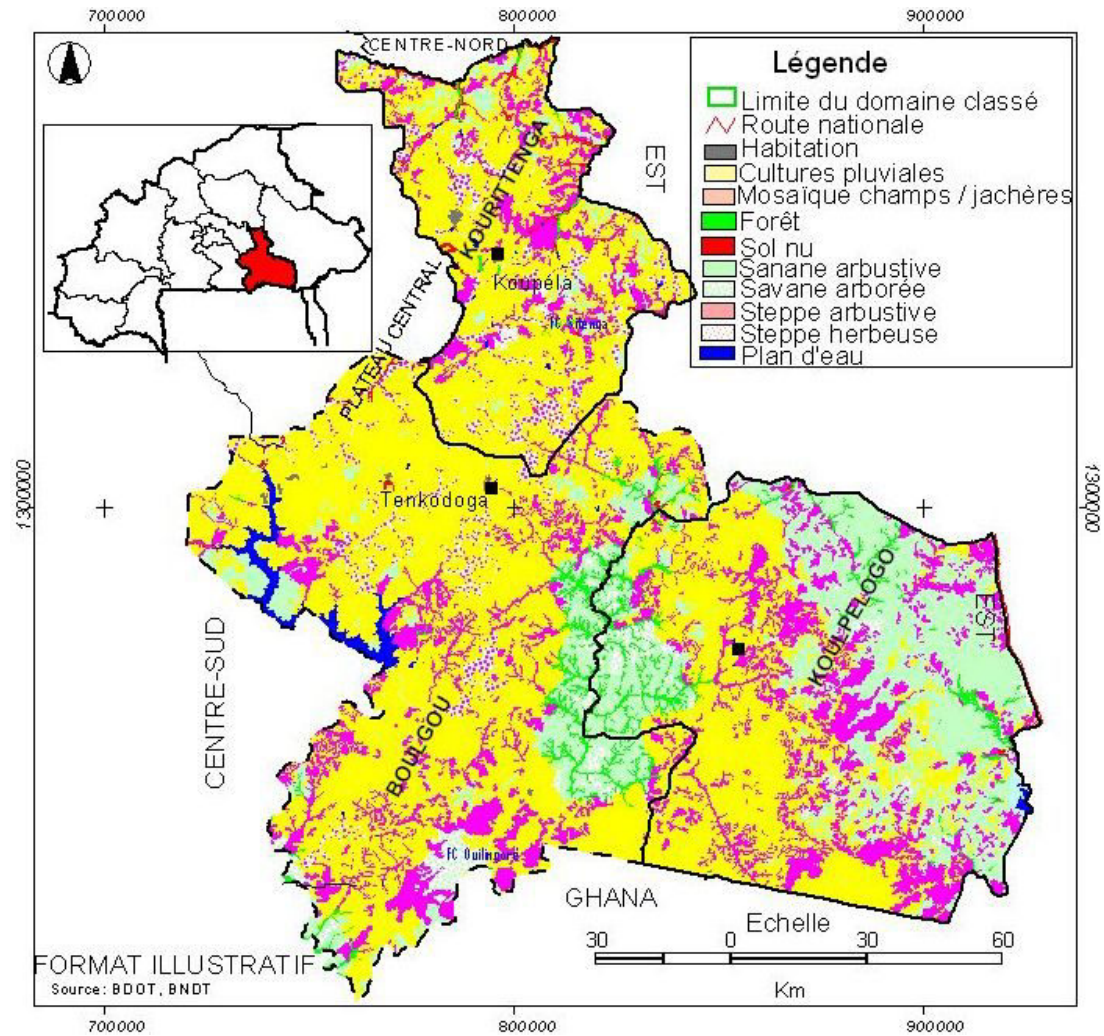 700000 800000 900000
CENTRE-NORD
Légende
Limite du domaine classé
Route nationale
Habitation
Cultures pluviales
Mosaïque champs / jachères
Forêt
Sol nu
Sanane arbustive
Savane arborée
Steppe arbustive
Steppe herbeuse
Plan d'eau
EST
KOURITTENGA
Koupéla
PLATEAU CENTRAL
1300000
Tenkodoga
1300000
KOULPELOGO
EST
CENTRE-SUD
BOULGOU
GHANA
Echelle
30 0 30 60
Km
FORMAT ILLUSTRATIF
Source: BDOT, BNDT
700000 800000 900000